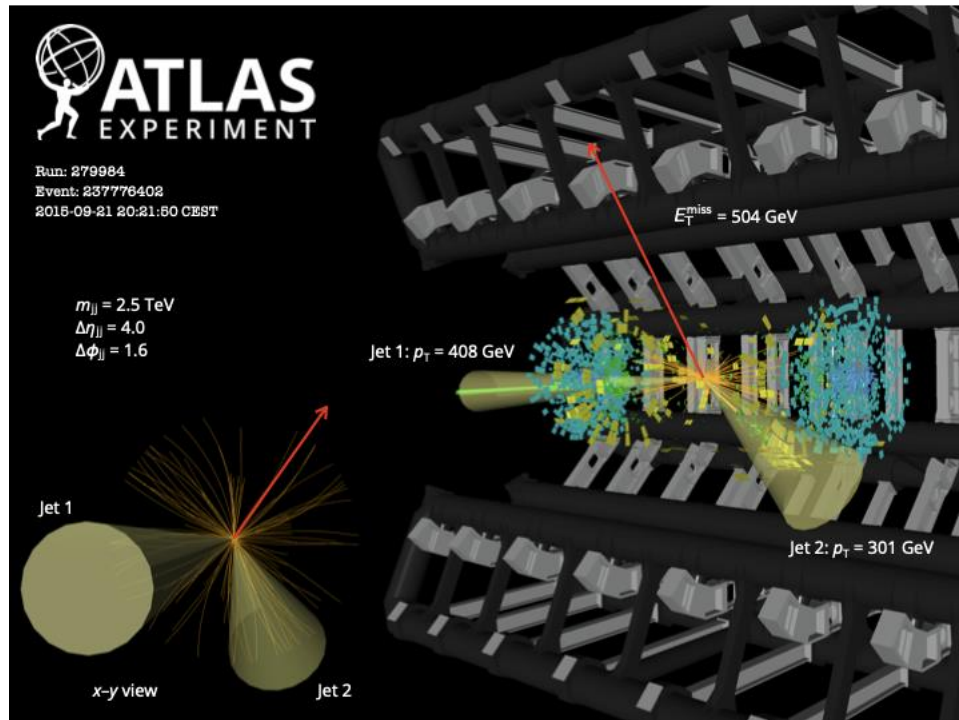 ATLAS
EXPERIMENT
Run: 279984
Event: 237776402
2015-09-21 20:21:50 CEST
E_T^miss = 504 GeV
m_jj = 2.5 TeV
Δη_jj = 4.0
Δϕ_jj = 1.6
Jet 1: p_T = 408 GeV
Jet 1
Jet 2: p_T = 301 GeV
x–y view
Jet 2